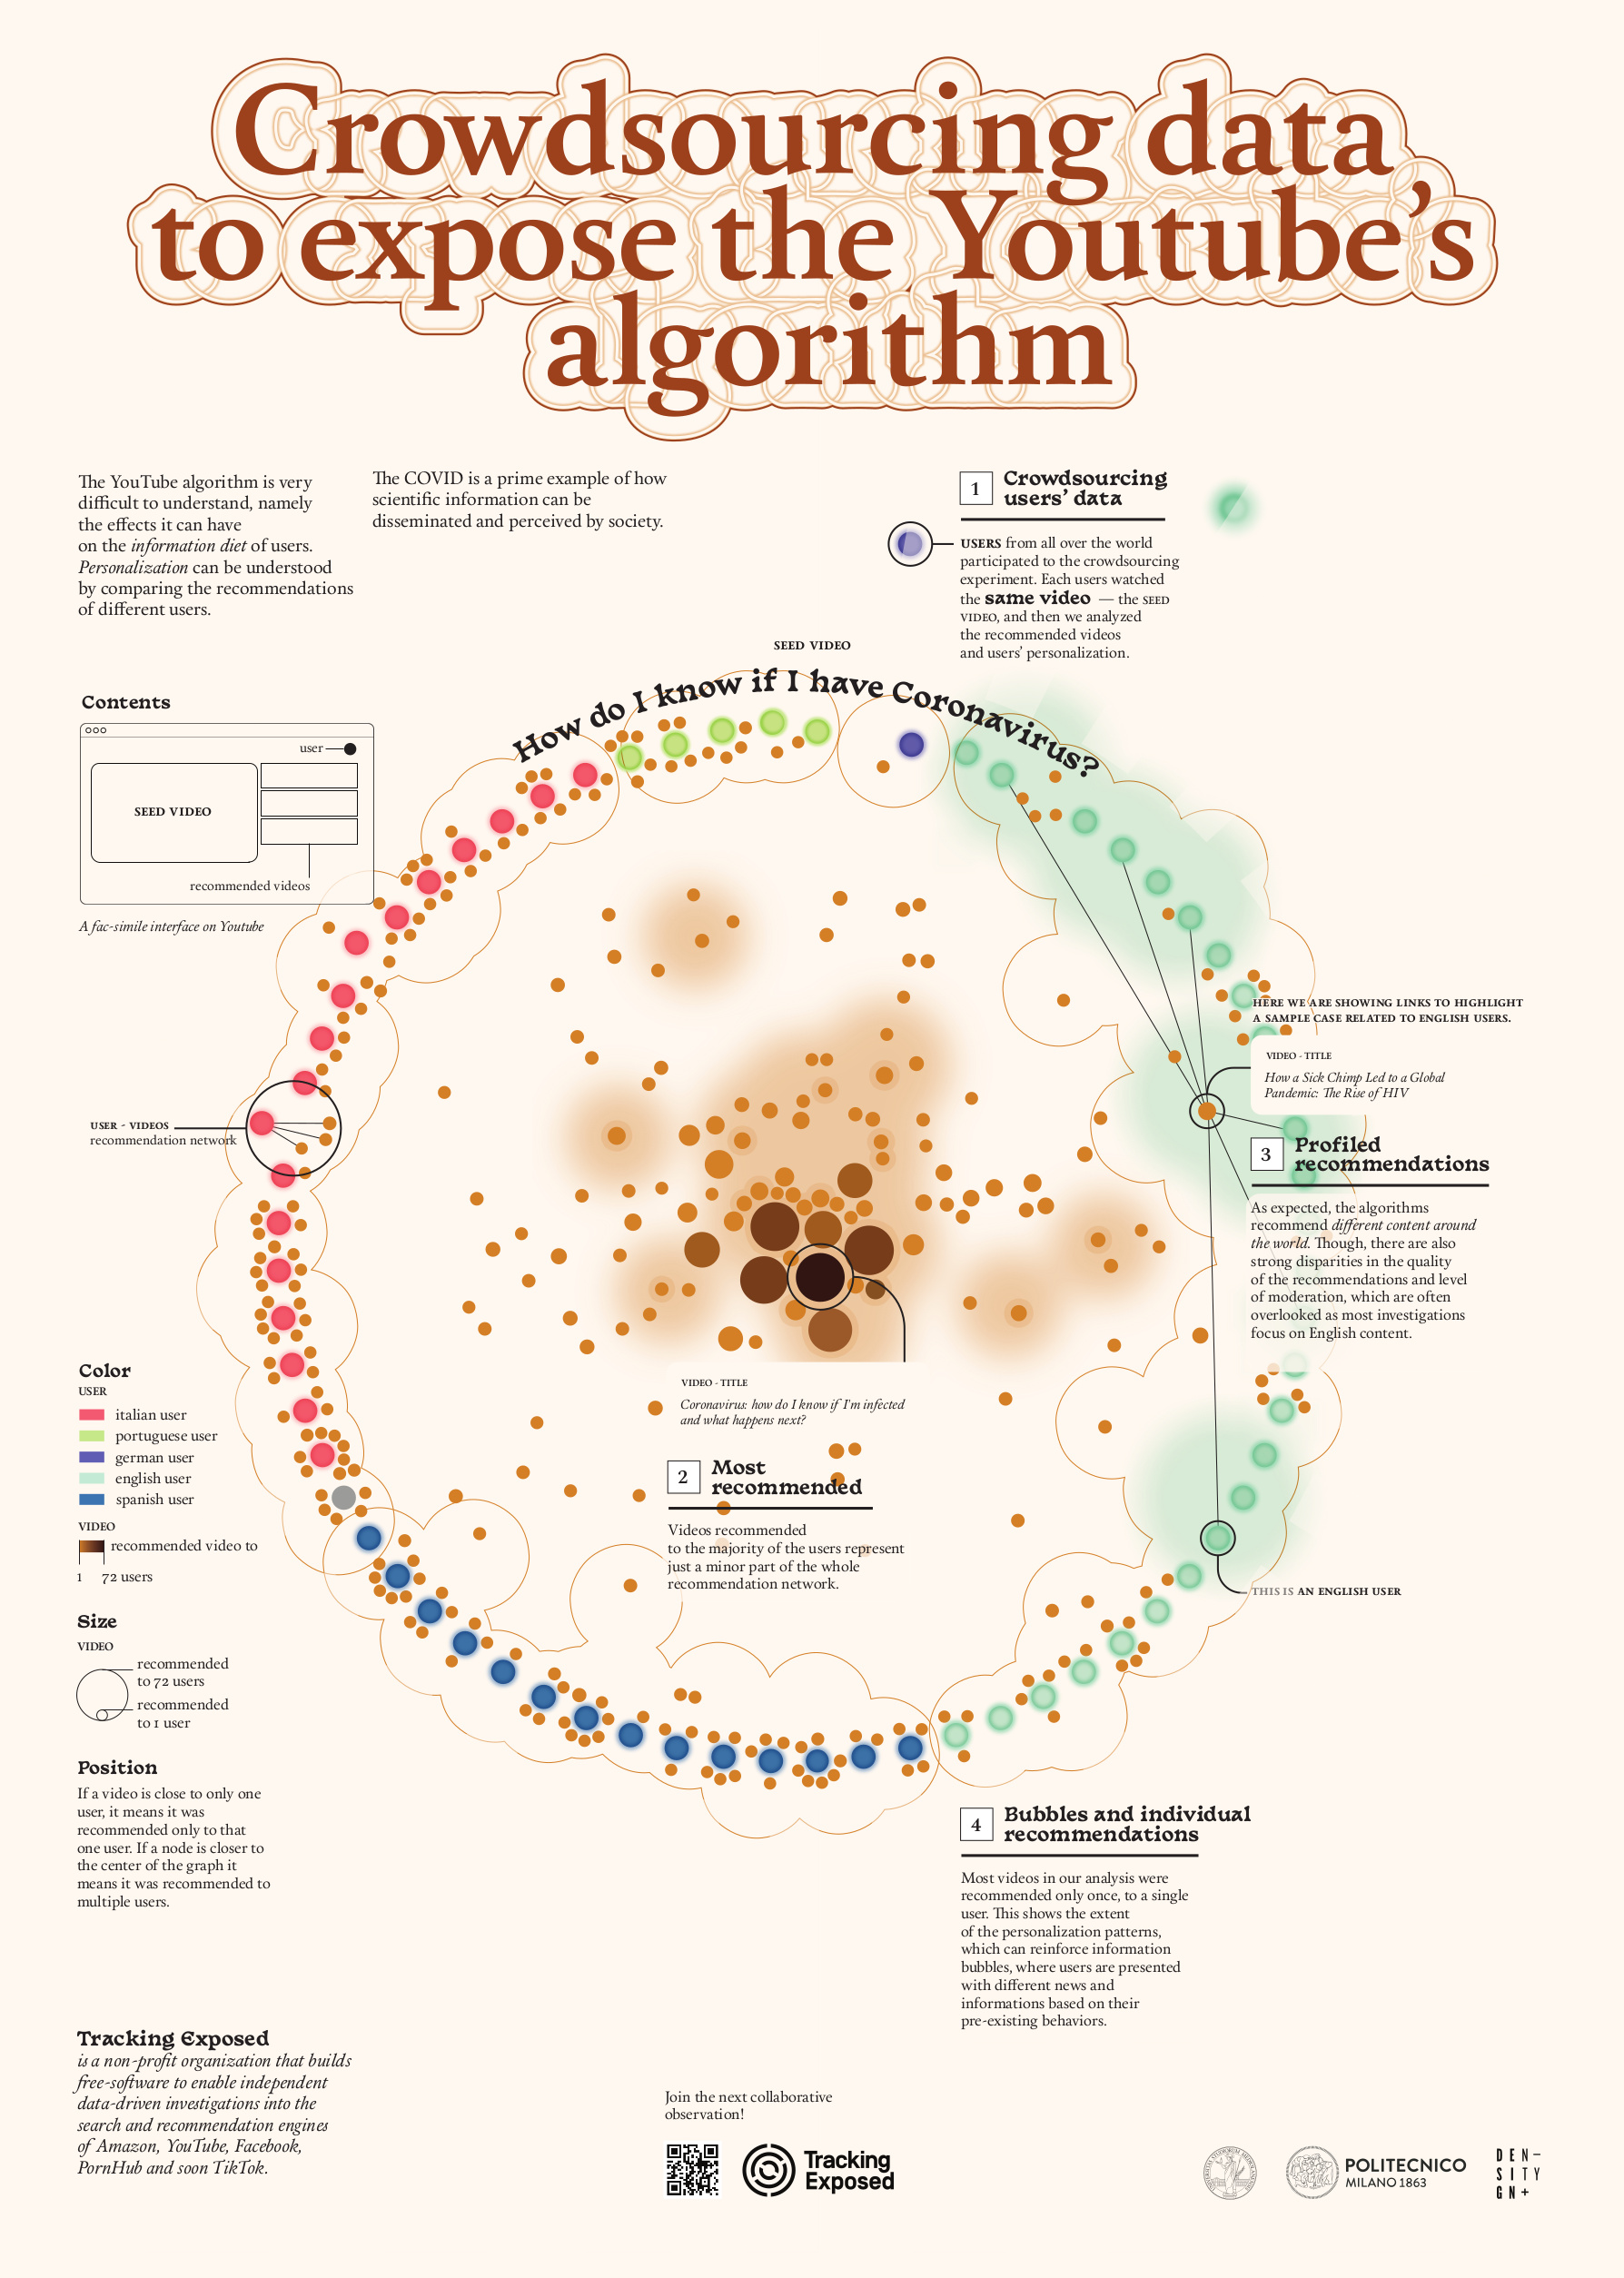 Crowdsourcing data
to expose the Youtube's
algorithm
The YouTube algorithm is very
difficult to understand, namely
the effects it can have
on the information diet of users.
Personalization can be understood
by comparing the recommendations
of different users.
The COVID is a prime example of how
scientific information can be
disseminated and perceived by society.
1
Crowdsourcing
users' data
USERS from all over the world
participated to the crowdsourcing
experiment. Each users watched
the same video — the SEED
VIDEO, and then we analyzed
the recommended videos
and users' personalization.
SEED VIDEO
How do I know if I have Coronavirus?
Contents
user
SEED VIDEO
recommended videos
A fac-simile interface on Youtube
HERE WE ARE SHOWING LINKS TO HIGHLIGHT
A SAMPLE CASE RELATED TO ENGLISH USERS.
VIDEO - TITLE
How a Sick Chimp Led to a Global
Pandemic: The Rise of HIV
USER - VIDEOS
recommendation network
3
Profiled
recommendations
As expected, the algorithms
recommend different content around
the world. Though, there are also
strong disparities in the quality
of the recommendations and level
of moderation, which are often
overlooked as most investigations
focus on English content.
VIDEO - TITLE
Coronavirus: how do I know if I'm infected
and what happens next?
2
Most
recommended
Videos recommended
to the majority of the users represent
just a minor part of the whole
recommendation network.
Color
USER
italian user
portuguese user
german user
english user
spanish user
VIDEO
recommended video to
1 72 users
THIS IS AN ENGLISH USER
Size
VIDEO
recommended
to 72 users
recommended
to 1 user
Position
If a video is close to only one
user, it means it was
recommended only to that
one user. If a node is closer to
the center of the graph it
means it was recommended to
multiple users.
4
Bubbles and individual
recommendations
Most videos in our analysis were
recommended only once, to a single
user. This shows the extent
of the personalization patterns,
which can reinforce information
bubbles, where users are presented
with different news and
informations based on their
pre-existing behaviors.
Tracking Exposed
is a non-profit organization that builds
free-software to enable independent
data-driven investigations into the
search and recommendation engines
of Amazon, YouTube, Facebook,
PornHub and soon TikTok.
Join the next collaborative
observation!
Tracking
Exposed
POLITECNICO
MILANO 1863
DEN-
SITY
GN+